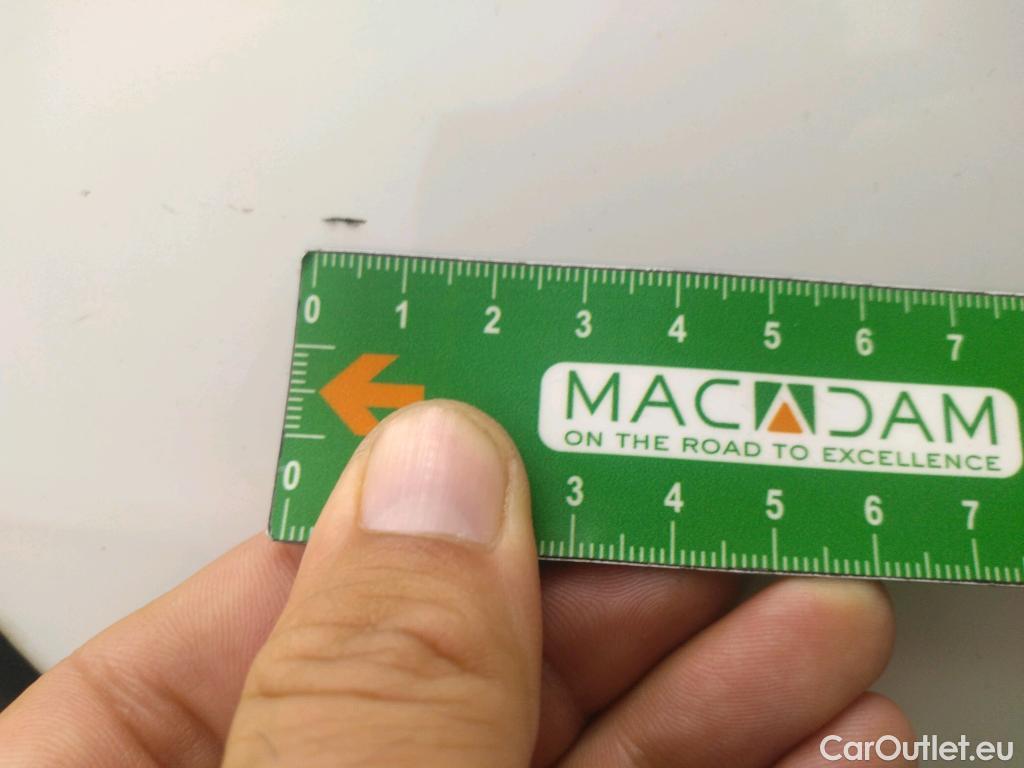 0 1 2 3 4 5 6 7
MACADAM
ON THE ROAD TO EXCELLENCE
0 3 4 5 6 7
CarOutlet.eu